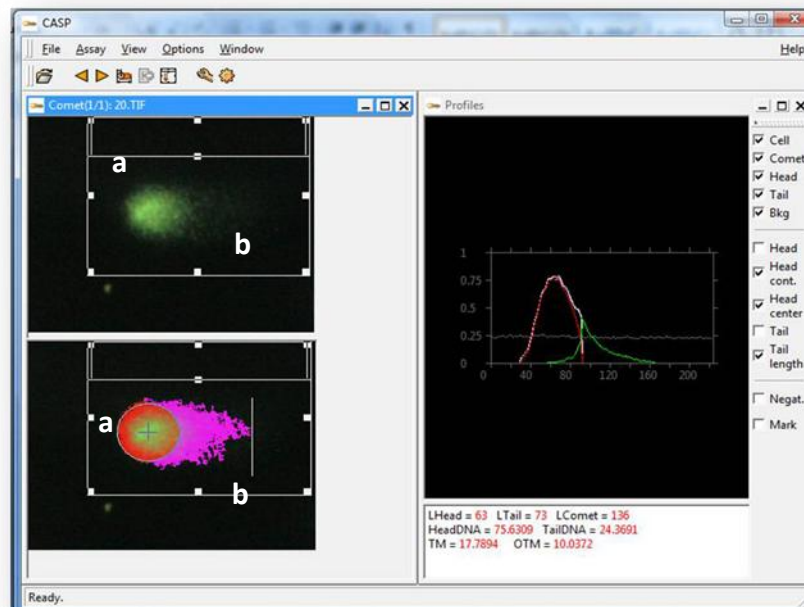 CASP
File Assay View Options Window Help
Comet(1/1): 20.TIF
a
b
a
b
Profiles
1
0.75
0.5
0.25
0
0 40 80 120 160 200
Cell
Comet
Head
Tail
Bkg
Head
Head
cont.
Head
center
Tail
Tail
length
Negat.
Mark
LHead = 63 LTail = 73 LComet = 136
HeadDNA = 75.6309 TailDNA = 24.3691
TM = 17.7894 OTM = 10.0372
Ready.